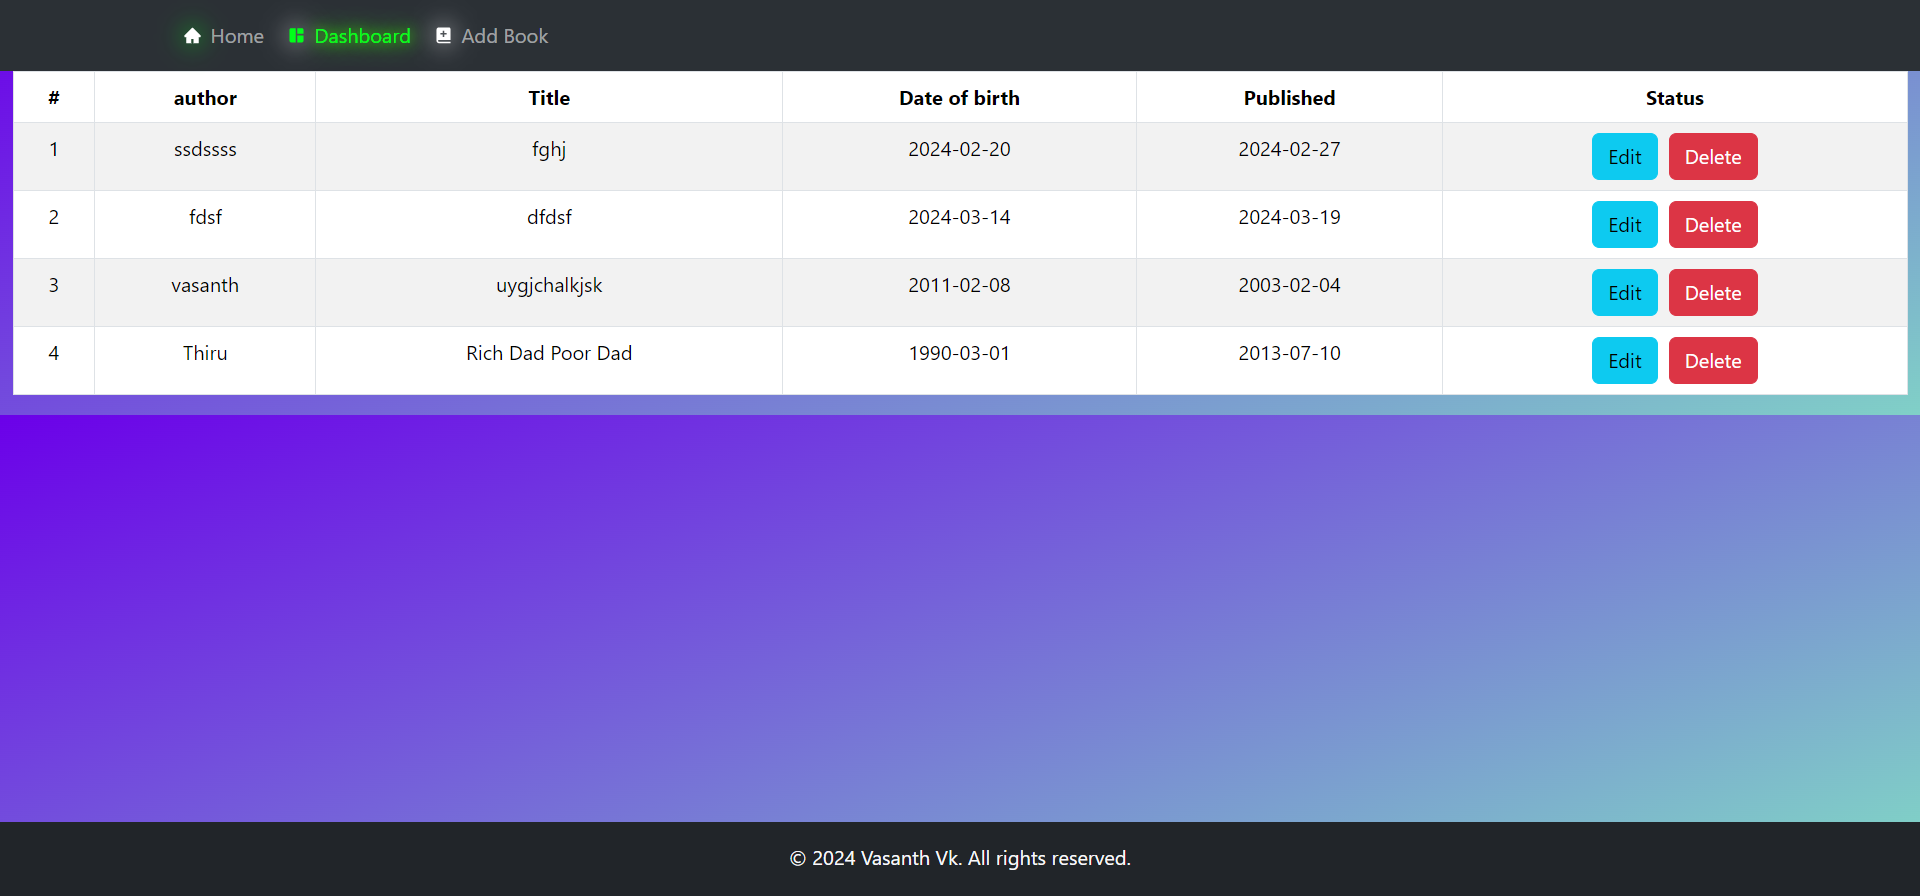 Home Dashboard Add Book
# author Title Date of birth Published Status
1 ssdssss fghj 2024-02-20 2024-02-27 Edit Delete
2 fdsf dfdsf 2024-03-14 2024-03-19 Edit Delete
3 vasanth uygjchalkjsk 2011-02-08 2003-02-04 Edit Delete
4 Thiru Rich Dad Poor Dad 1990-03-01 2013-07-10 Edit Delete
© 2024 Vasanth Vk. All rights reserved.